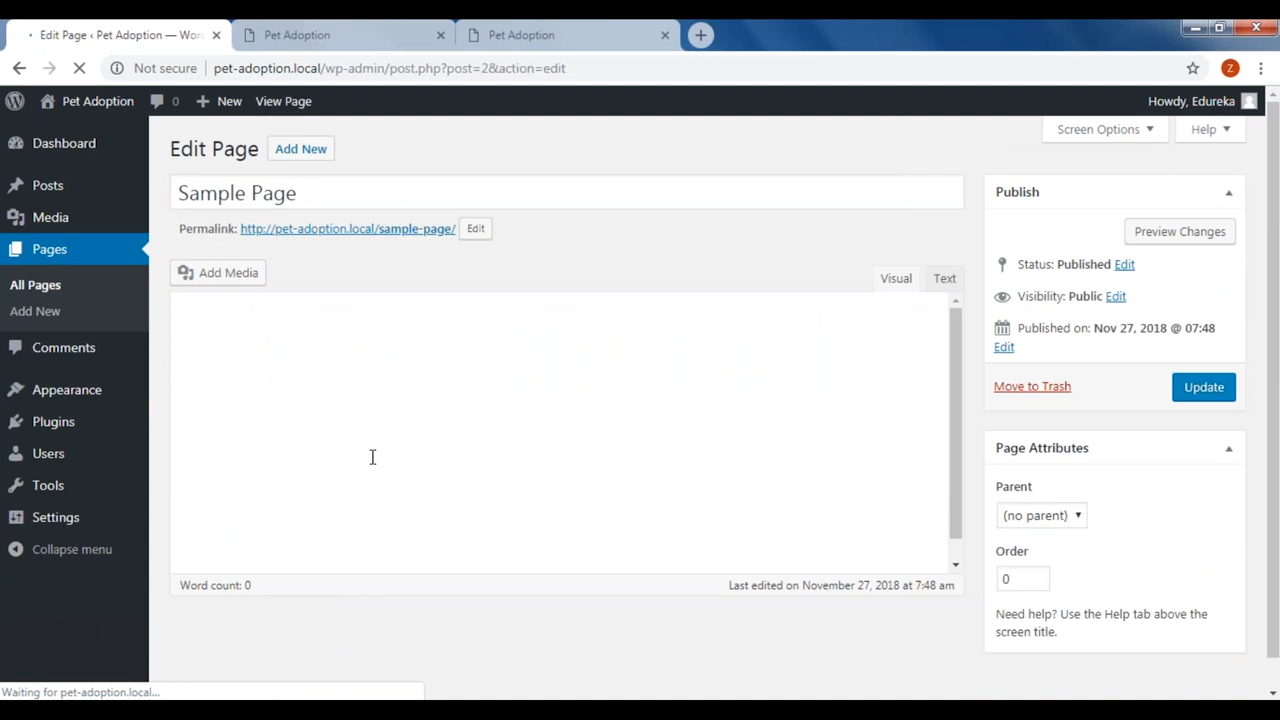 Edit Page ‹ Pet Adoption — Wor
Pet Adoption
Pet Adoption
Not secure
pet-adoption.local/wp-admin/post.php?post=2&action=edit
Z
Pet Adoption
0
New
View Page
Howdy, Edureka
Dashboard
Posts
Media
Pages
All Pages
Add New
Comments
Appearance
Plugins
Users
Tools
Settings
Collapse menu
Screen Options
Help
Edit Page
Add New
Sample Page
Permalink: http://pet-adoption.local/sample-page/ Edit
Add Media
Visual
Text
Word count: 0
Last edited on November 27, 2018 at 7:48 am
Publish
Preview Changes
Status: Published Edit
Visibility: Public Edit
Published on: Nov 27, 2018 @ 07:48
Edit
Move to Trash
Update
Page Attributes
Parent
(no parent)
Order
0
Need help? Use the Help tab above the
screen title.
Waiting for pet-adoption.local...